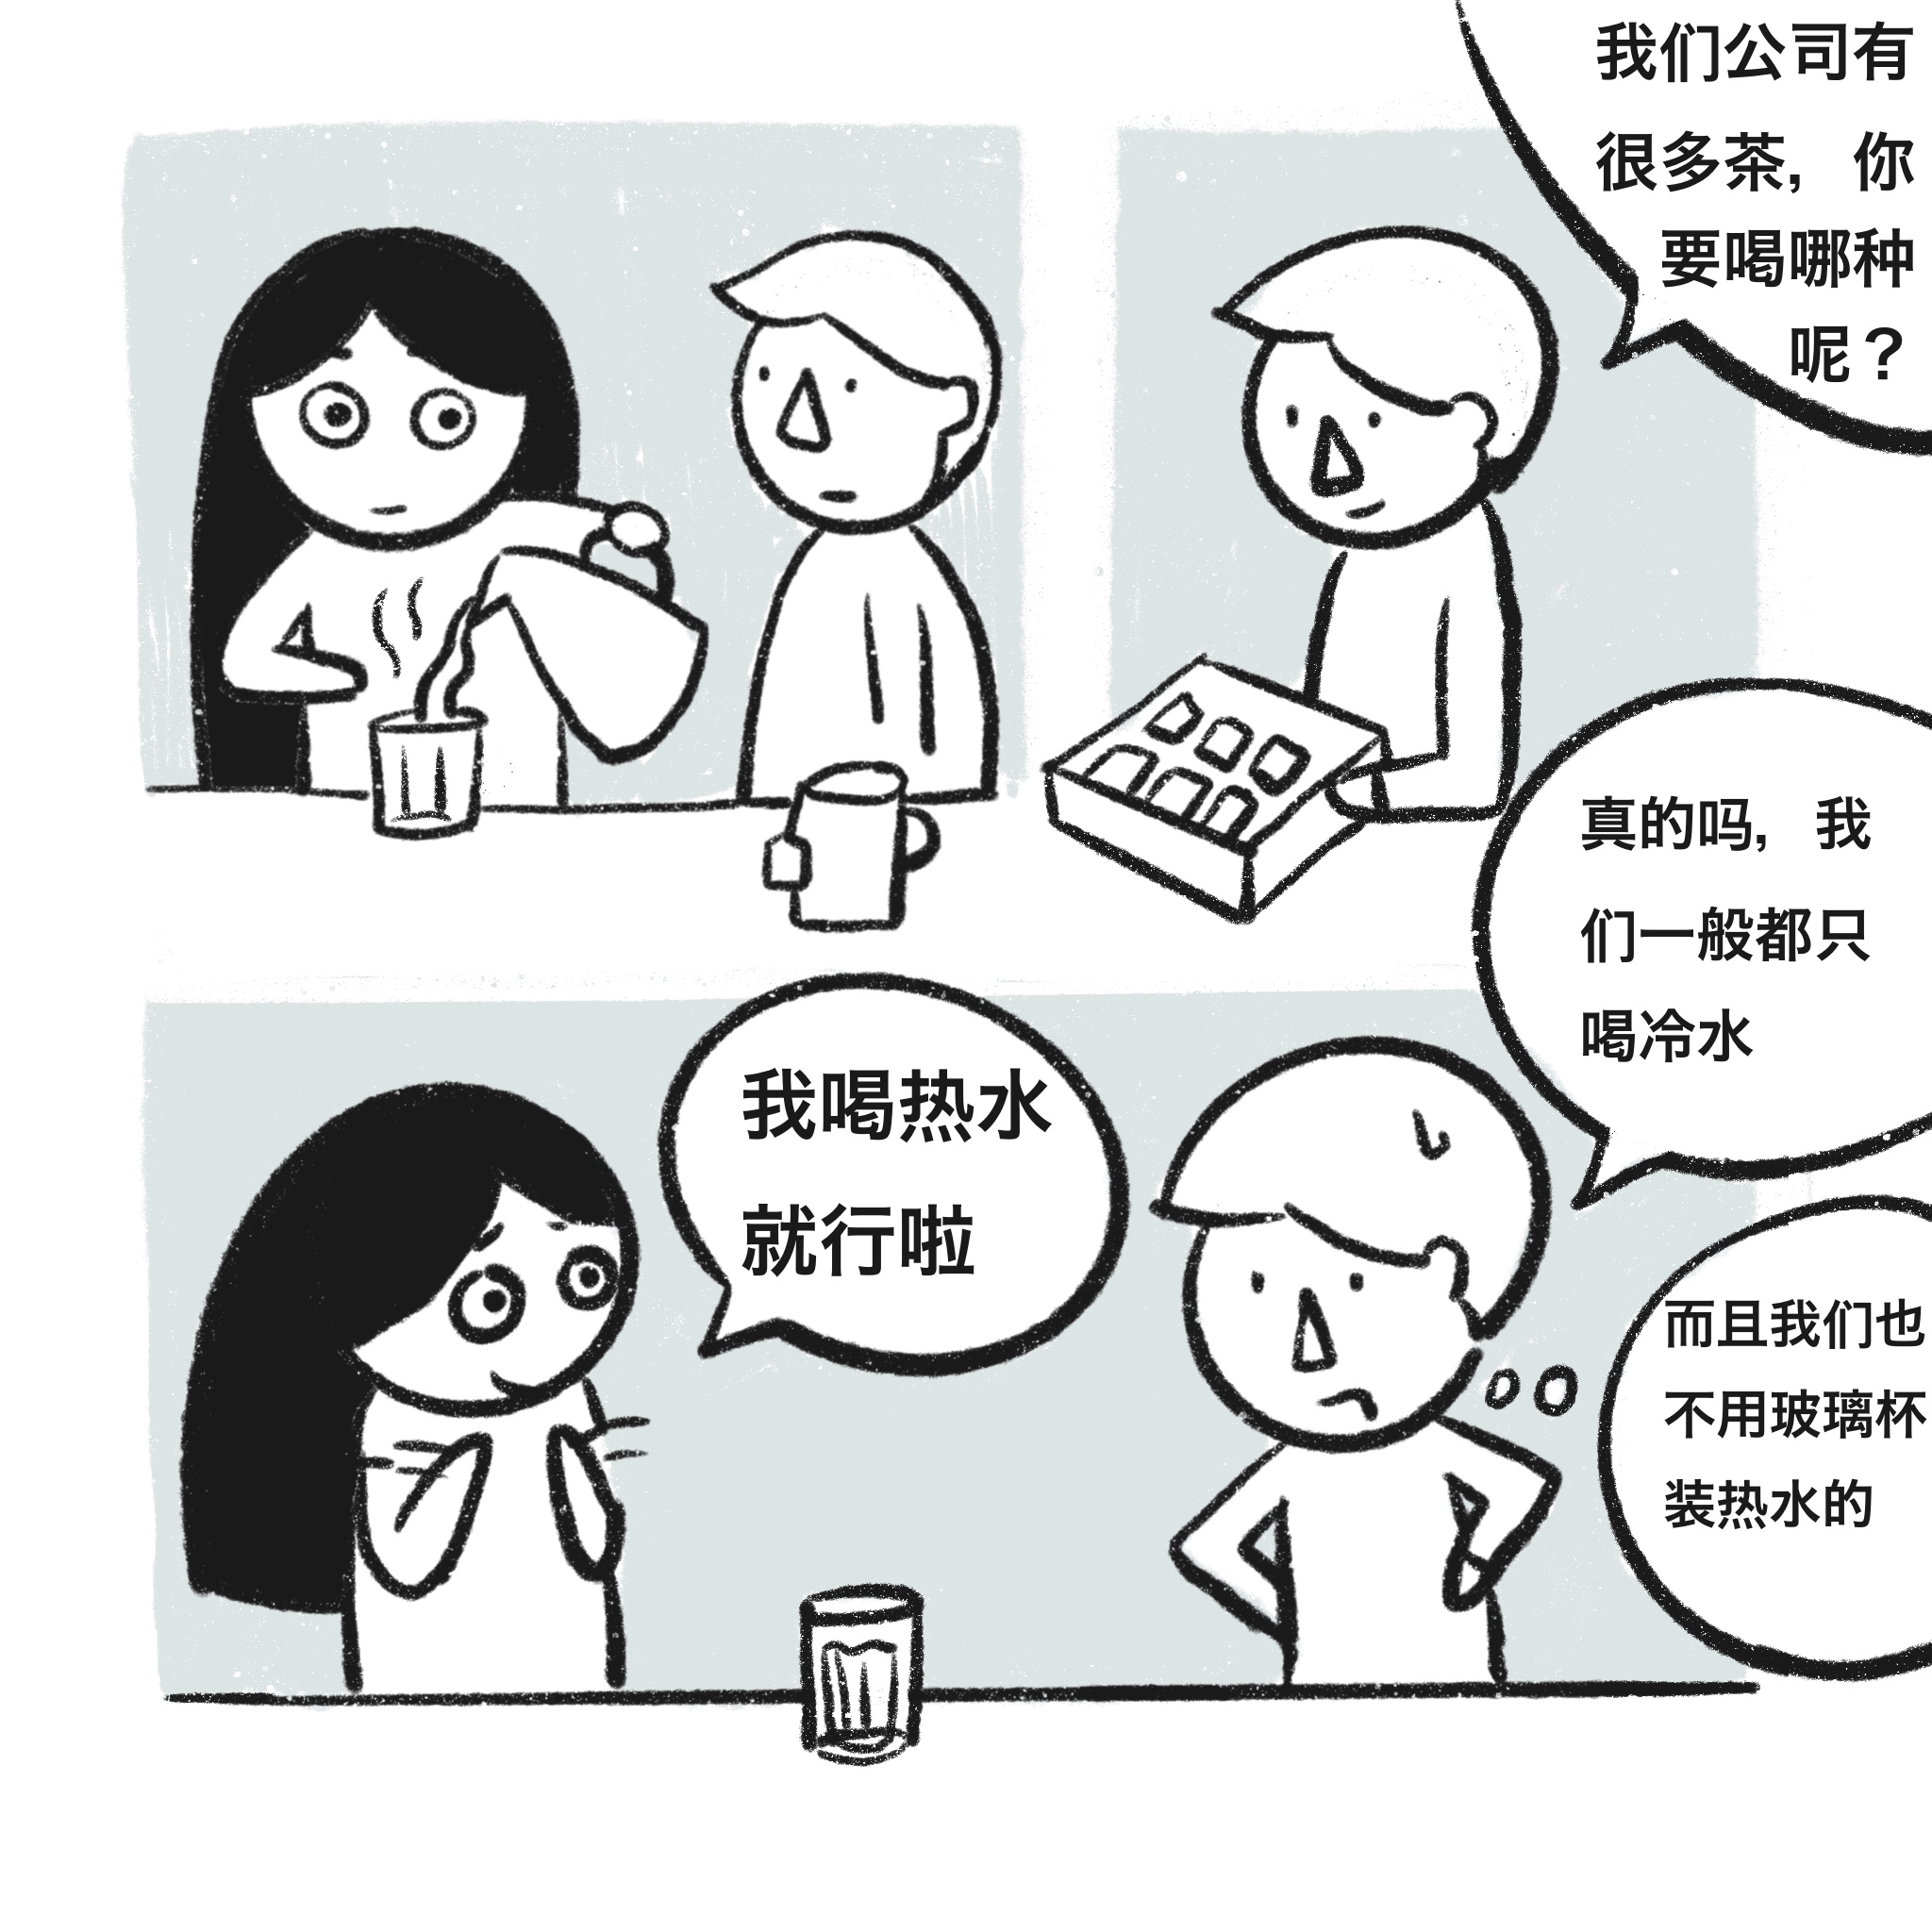 我们公司有
很多茶，你
要喝哪种
呢？
我喝热水
就行啦
真的吗，我
们一般都只
喝冷水
而且我们也
不用玻璃杯
装热水的